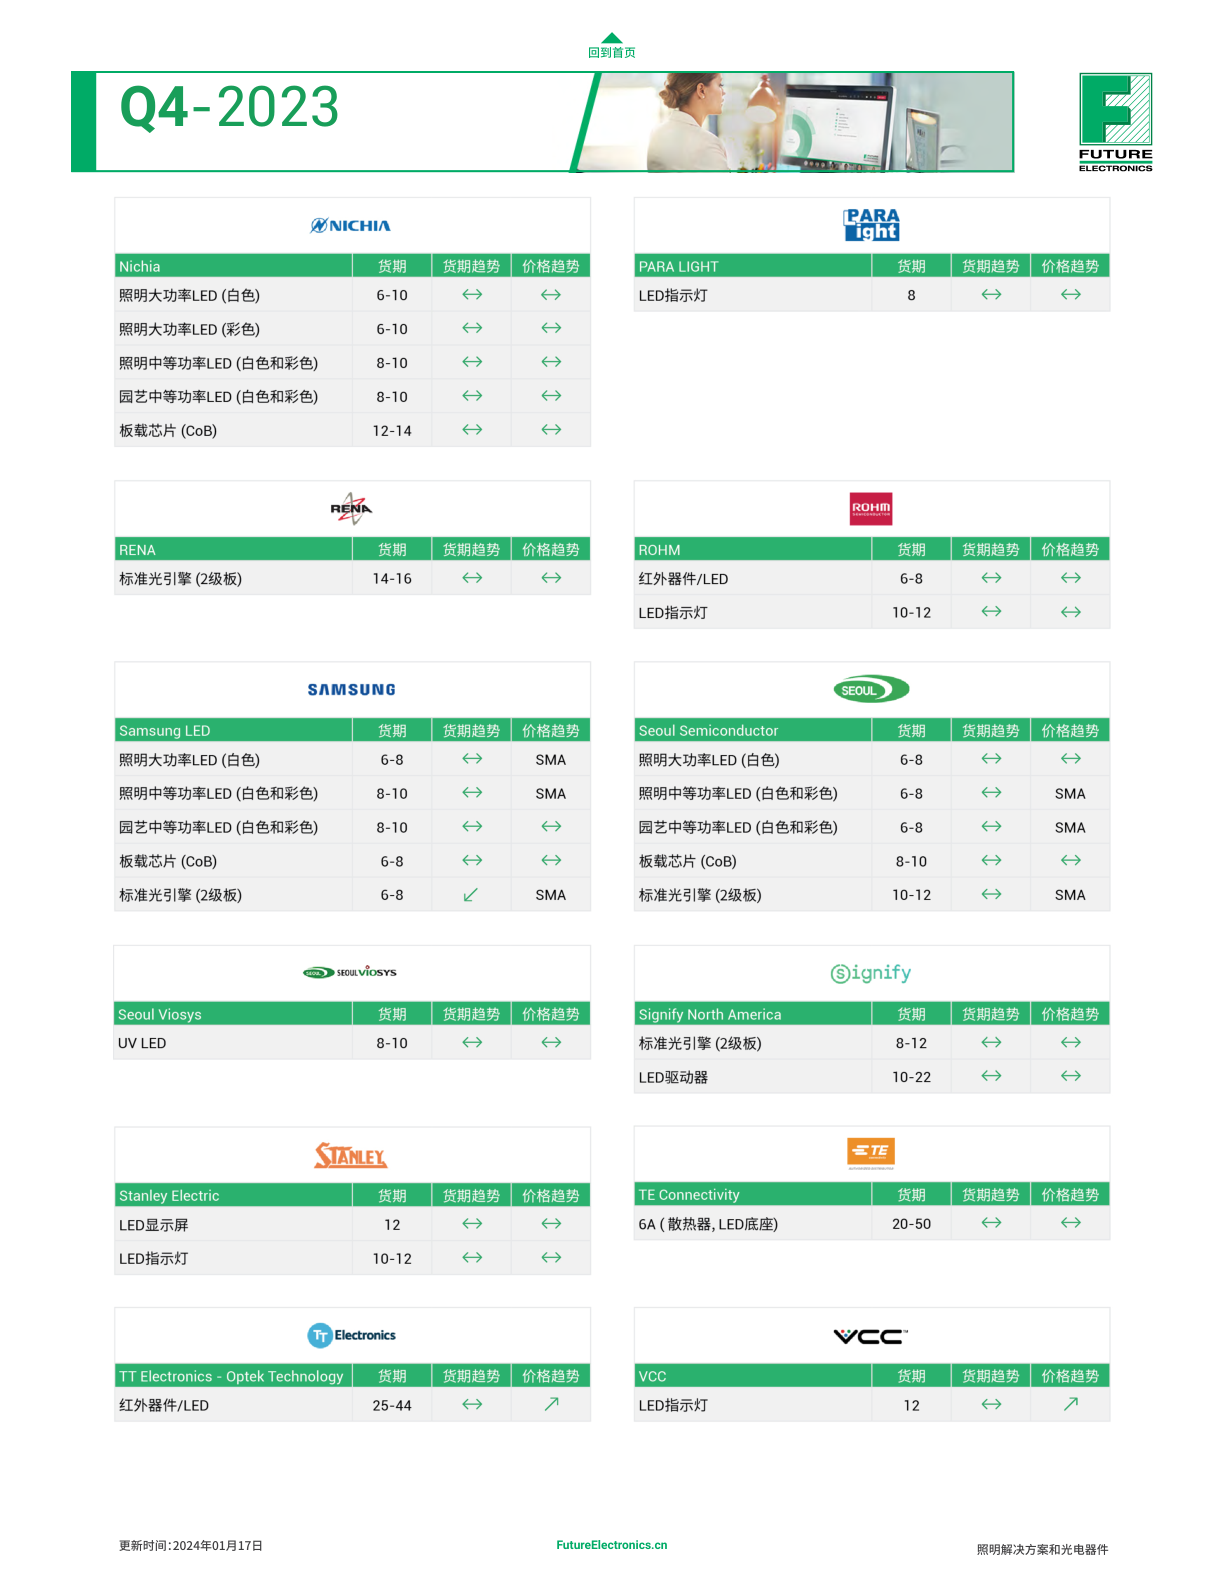 回到首页
Q4-2023
FUTURE
ELECTRONICS
NICHIA
Nichia 货期 货期趋势 价格趋势
照明大功率LED (白色) 6-10 ↔ ↔
照明大功率LED (彩色) 6-10 ↔ ↔
照明中等功率LED (白色和彩色) 8-10 ↔ ↔
园艺中等功率LED (白色和彩色) 8-10 ↔ ↔
板载芯片 (CoB) 12-14 ↔ ↔
PARA
light
PARA LIGHT 货期 货期趋势 价格趋势
LED指示灯 8 ↔ ↔
RENA
RENA 货期 货期趋势 价格趋势
标准光引擎 (2级板) 14-16 ↔ ↔
ROHM
SEMICONDUCTOR
ROHM 货期 货期趋势 价格趋势
红外器件/LED 6-8 ↔ ↔
LED指示灯 10-12 ↔ ↔
SAMSUNG
Samsung LED 货期 货期趋势 价格趋势
照明大功率LED (白色) 6-8 ↔ SMA
照明中等功率LED (白色和彩色) 8-10 ↔ SMA
园艺中等功率LED (白色和彩色) 8-10 ↔ ↔
板载芯片 (CoB) 6-8 ↔ ↔
标准光引擎 (2级板) 6-8 ↙ SMA
SEOUL
Seoul Semiconductor 货期 货期趋势 价格趋势
照明大功率LED (白色) 6-8 ↔ ↔
照明中等功率LED (白色和彩色) 6-8 ↔ SMA
园艺中等功率LED (白色和彩色) 6-8 ↔ SMA
板载芯片 (CoB) 8-10 ↔ ↔
标准光引擎 (2级板) 10-12 ↔ SMA
SEOUL SEOUL VIOSYS
Seoul Viosys 货期 货期趋势 价格趋势
UV LED 8-10 ↔ ↔
Signify
Signify North America 货期 货期趋势 价格趋势
标准光引擎 (2级板) 8-12 ↔ ↔
LED驱动器 10-22 ↔ ↔
STANLEY
Stanley Electric 货期 货期趋势 价格趋势
LED显示屏 12 ↔ ↔
LED指示灯 10-12 ↔ ↔
TE
TE Connectivity 货期 货期趋势 价格趋势
6A ( 散热器, LED底座) 20-50 ↔ ↔
TT Electronics
TT Electronics - Optek Technology 货期 货期趋势 价格趋势
红外器件/LED 25-44 ↔ ↗
VCC™
VCC 货期 货期趋势 价格趋势
LED指示灯 12 ↔ ↗
更新时间：2024年01月17日
FutureElectronics.cn
照明解决方案和光电器件